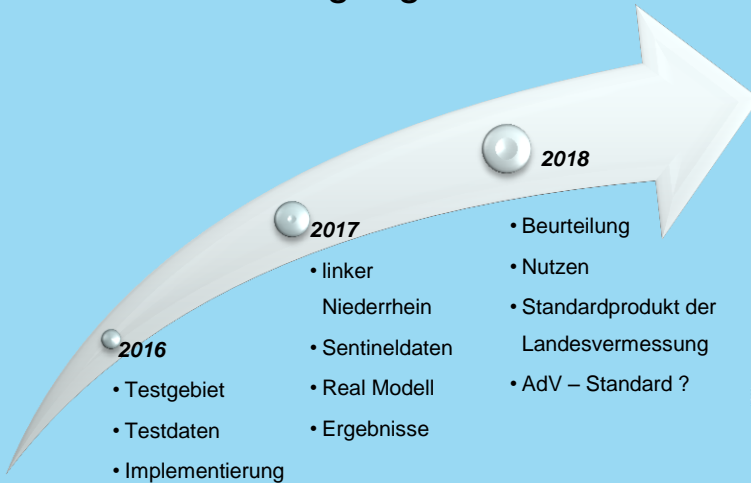 2016
• Testgebiet
• Testdaten
• Implementierung
2017
• linker
Niederrhein
• Sentineldaten
• Real Modell
• Ergebnisse
2018
• Beurteilung
• Nutzen
• Standardprodukt der
Landesvermessung
• AdV – Standard ?